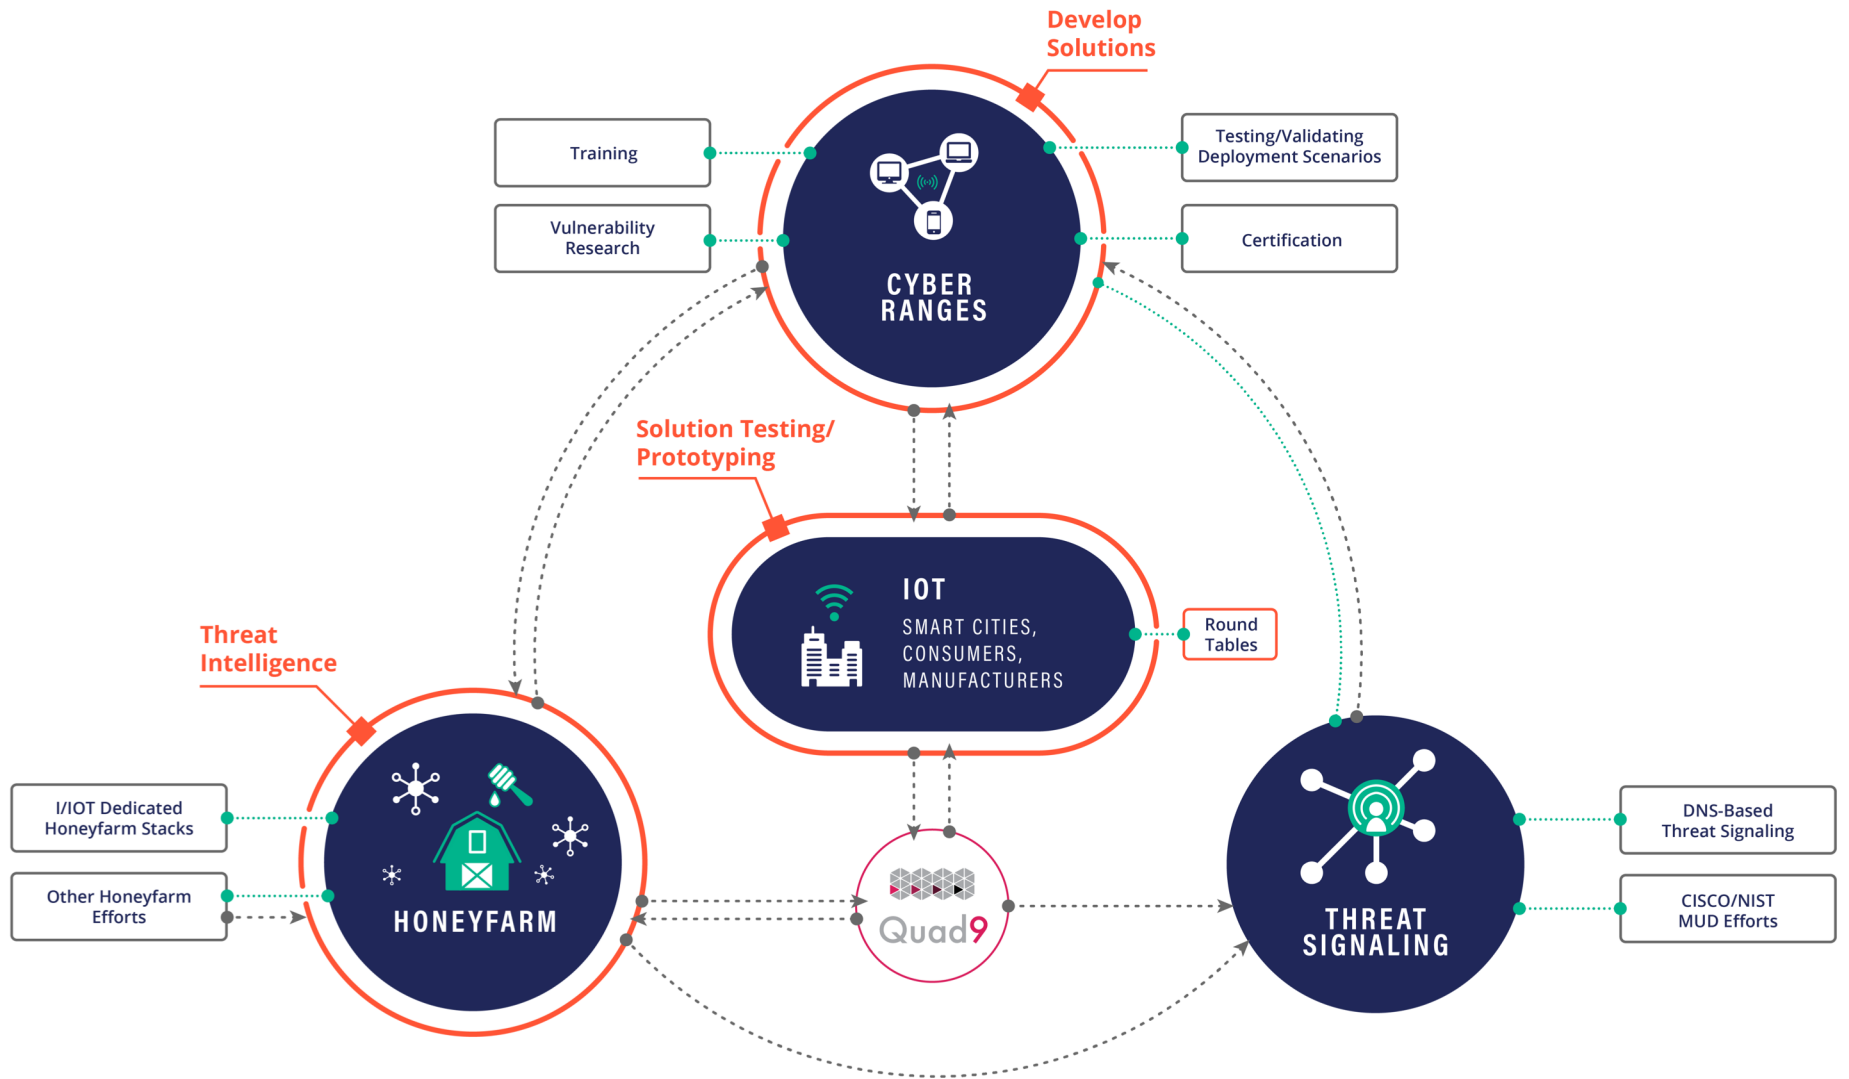 Develop
Solutions
Training
Testing/Validating
Deployment Scenarios
Vulnerability
Research
Certification
CYBER
RANGES
Solution Testing/
Prototyping
IOT
SMART CITIES,
CONSUMERS,
MANUFACTURERS
Round
Tables
Threat
Intelligence
I/IOT Dedicated
Honeyfarm Stacks
Other Honeyfarm
Efforts
HONEYFARM
Quad9
THREAT
SIGNALING
DNS-Based
Threat Signaling
CISCO/NIST
MUD Efforts